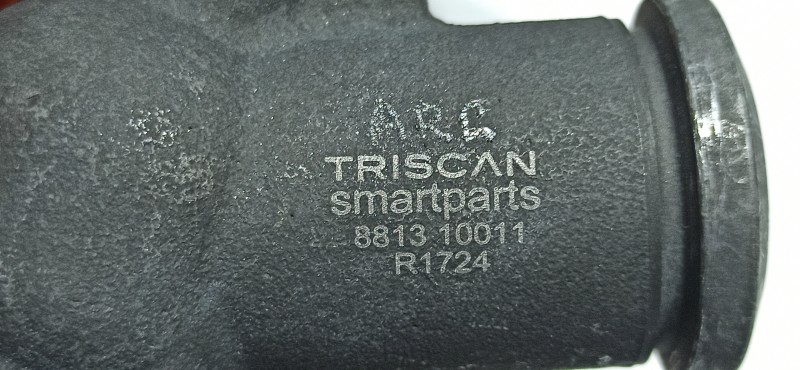 ARC
TRISCAN
smartparts
8813 10011
R1724